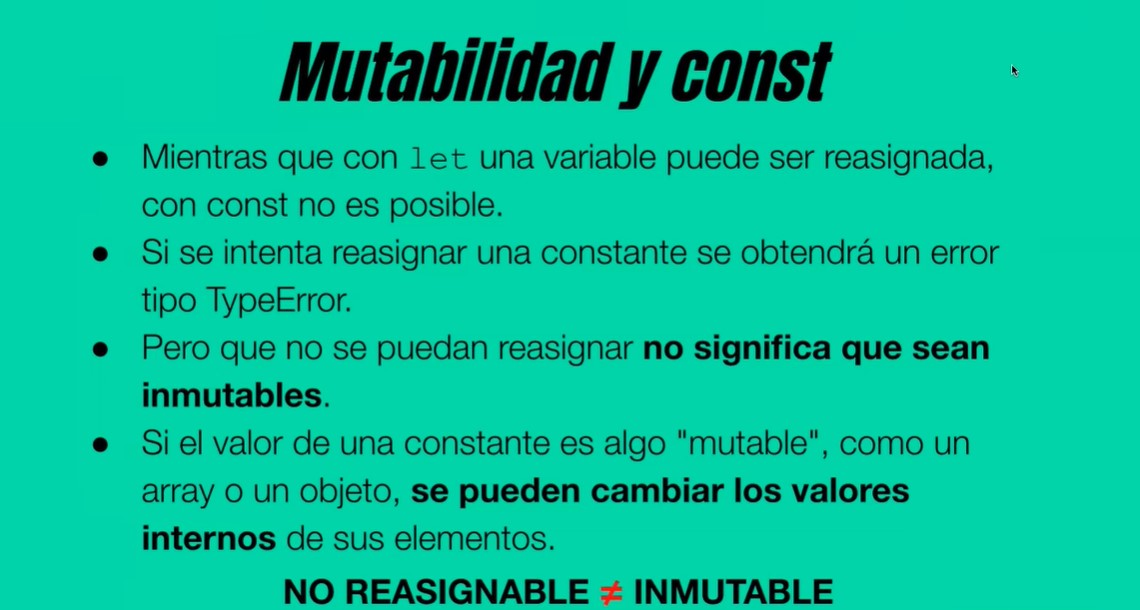 Mutabilidad y const
● Mientras que con let una variable puede ser reasignada,
con const no es posible.
● Si se intenta reasignar una constante se obtendrá un error
tipo TypeError.
● Pero que no se puedan reasignar no significa que sean
inmutables.
● Si el valor de una constante es algo "mutable", como un
array o un objeto, se pueden cambiar los valores
internos de sus elementos.
NO REASIGNABLE ≠ INMUTABLE